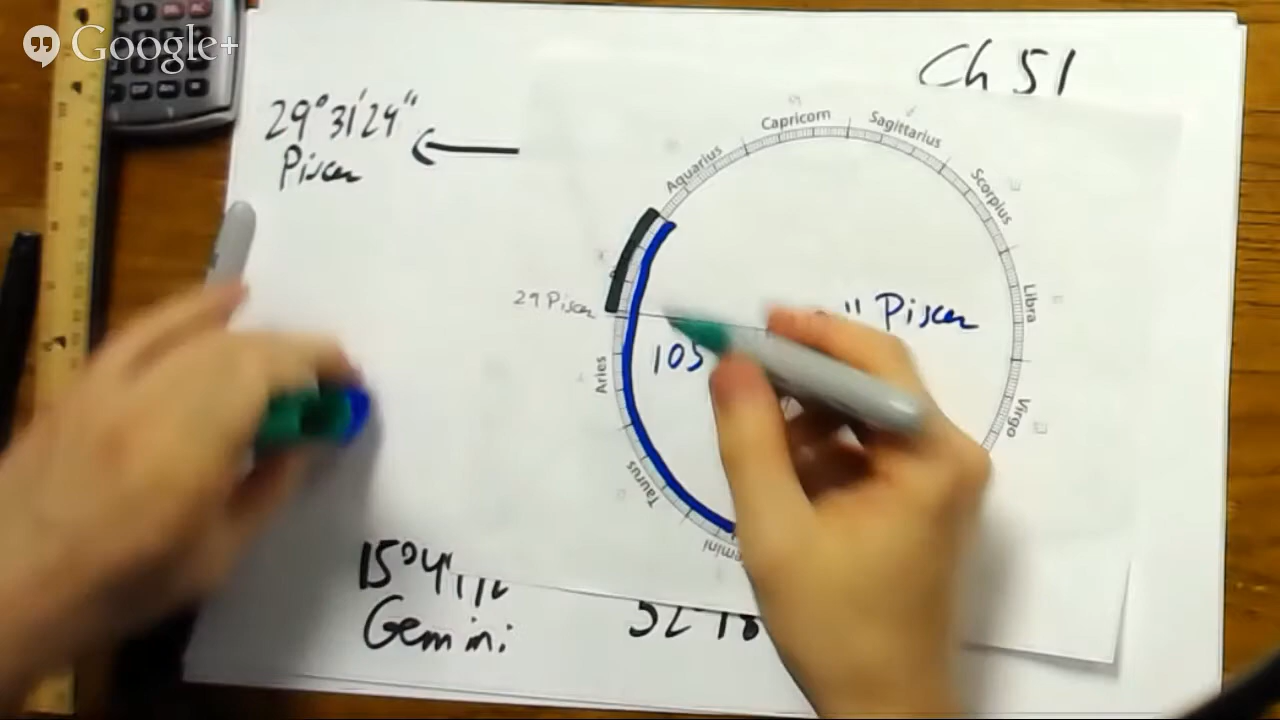 Google+
Ch 51
29°31'24"
Pisces
Capricorn
Sagittarius
Aquarius
Scorpius
29 Pisces
" Pisces
Libra
105
Aries
Virgo
Taurus
emini
Gemini